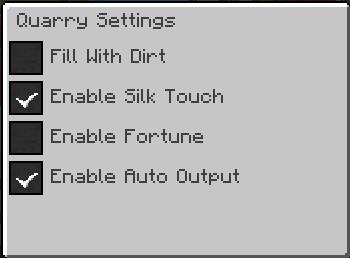 Quarry Settings
Fill With Dirt
Enable Silk Touch
Enable Fortune
Enable Auto Output